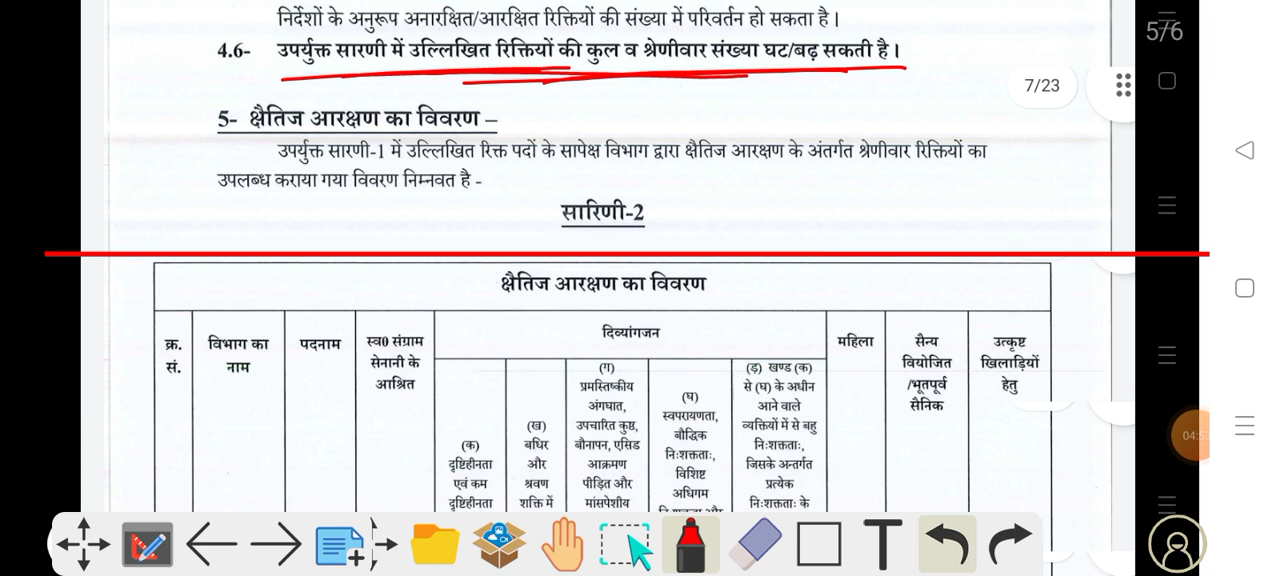 निर्देशों के अनुरूप अनारक्षित/आरक्षित रिक्तियों की संख्या में परिवर्तन हो सकता है।
5/6
4.6- उपर्युक्त सारणी में उल्लिखित रिक्तियों की कुल व श्रेणीवार संख्या घट/बढ़ सकती है।
7/23
5- क्षैतिज आरक्षण का विवरण –
उपर्युक्त सारणी-1 में उल्लिखित रिक्त पदों के सापेक्ष विभाग द्वारा क्षैतिज आरक्षण के अंतर्गत श्रेणीवार रिक्तियों का
उपलब्ध कराया गया विवरण निम्नवत है -
सारिणी-2
क्षैतिज आरक्षण का विवरण
क्र.
सं.
विभाग का
नाम
पदनाम
स्व0 संग्राम
सेनानी के
आश्रित
दिव्यांगजन
(क)
दृष्टिहीनता
एवं कम
दृष्टिहीनता
(ख)
बधिर
और
श्रवण
शक्ति में
(ग)
प्रमस्तिष्कीय
अंगघात,
उपचारित कुष्ठ,
बौनापन, एसिड
आक्रमण
पीड़ित और
मांसपेशीय
(घ)
स्वपरायणता,
बौद्धिक
निःशक्तताः,
विशिष्ट
अधिगम
(ड़) खण्ड (क)
से (घ) के अधीन
आने वाले
व्यक्तियों में से बहु
निःशक्तताः,
जिसके अन्तर्गत
प्रत्येक
निःशक्तताः के
महिला
सैन्य
वियोजित
/भूतपूर्व
सैनिक
उत्कृष्ट
खिलाड़ियों
हेतु
T